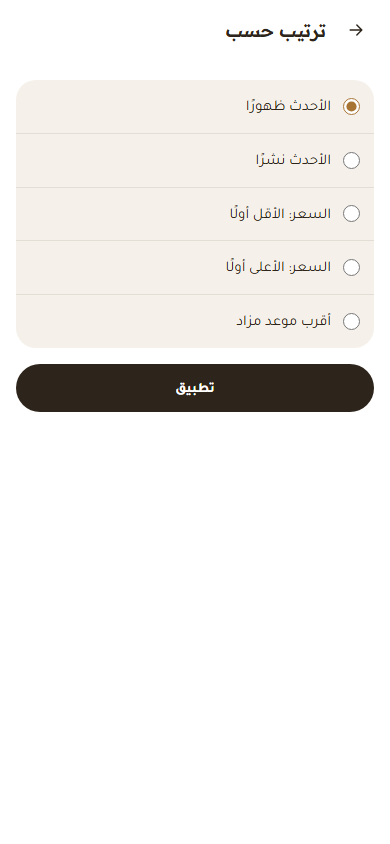 ترتيب حسب
الأحدث ظهورًا
الأحدث نشرًا
السعر: الأقل أولًا
السعر: الأعلى أولًا
أقرب موعد مزاد
تطبيق